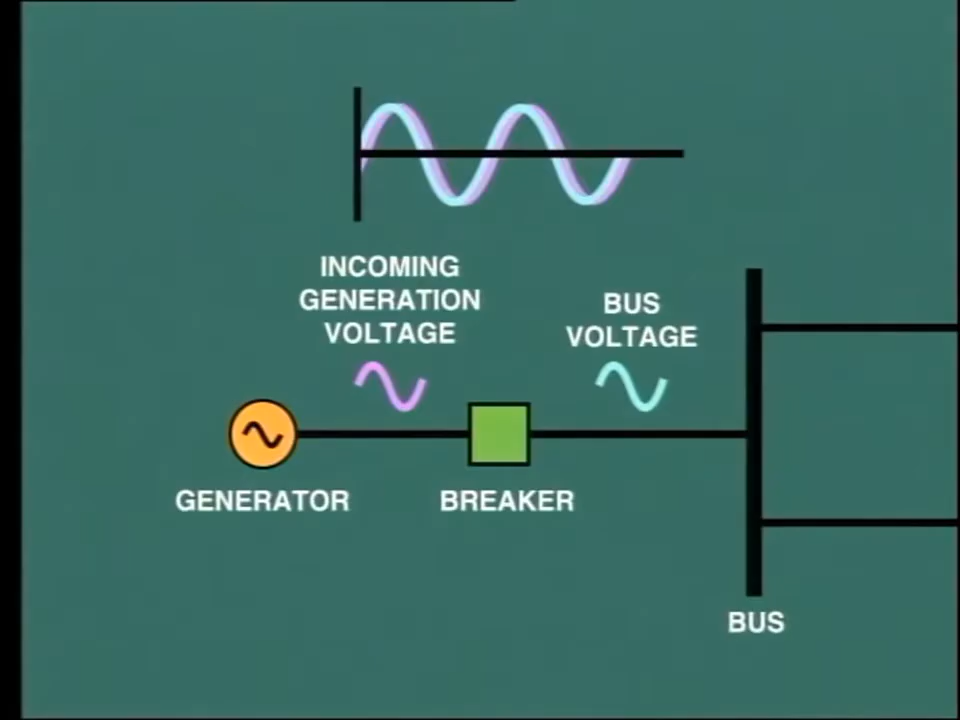 INCOMING
GENERATION
VOLTAGE
BUS
VOLTAGE
GENERATOR
BREAKER
BUS